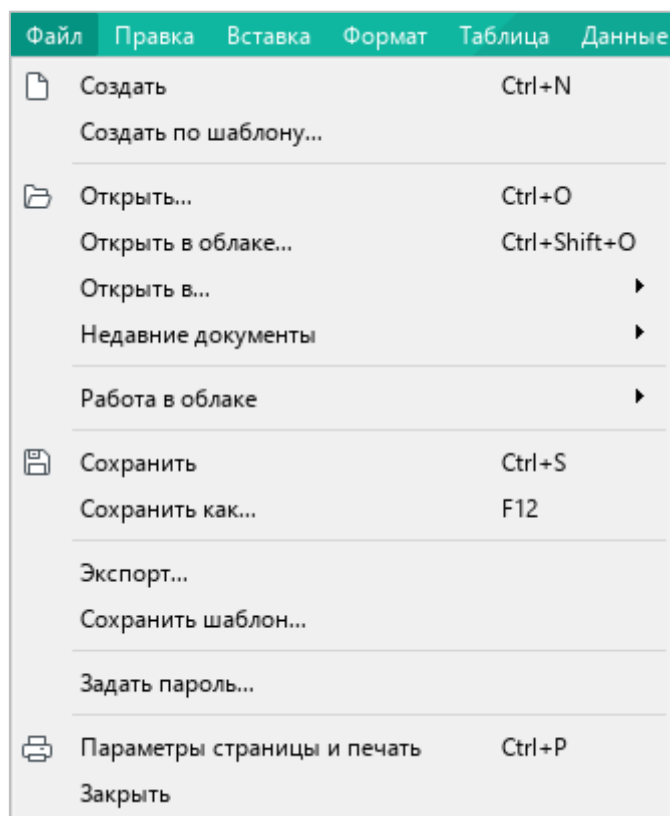 Файл Правка Вставка Формат Таблица Данные
Создать Ctrl+N
Создать по шаблону...
Открыть... Ctrl+O
Открыть в облаке... Ctrl+Shift+O
Открыть в...
Недавние документы
Работа в облаке
Сохранить Ctrl+S
Сохранить как... F12
Экспорт...
Сохранить шаблон...
Задать пароль...
Параметры страницы и печать Ctrl+P
Закрыть